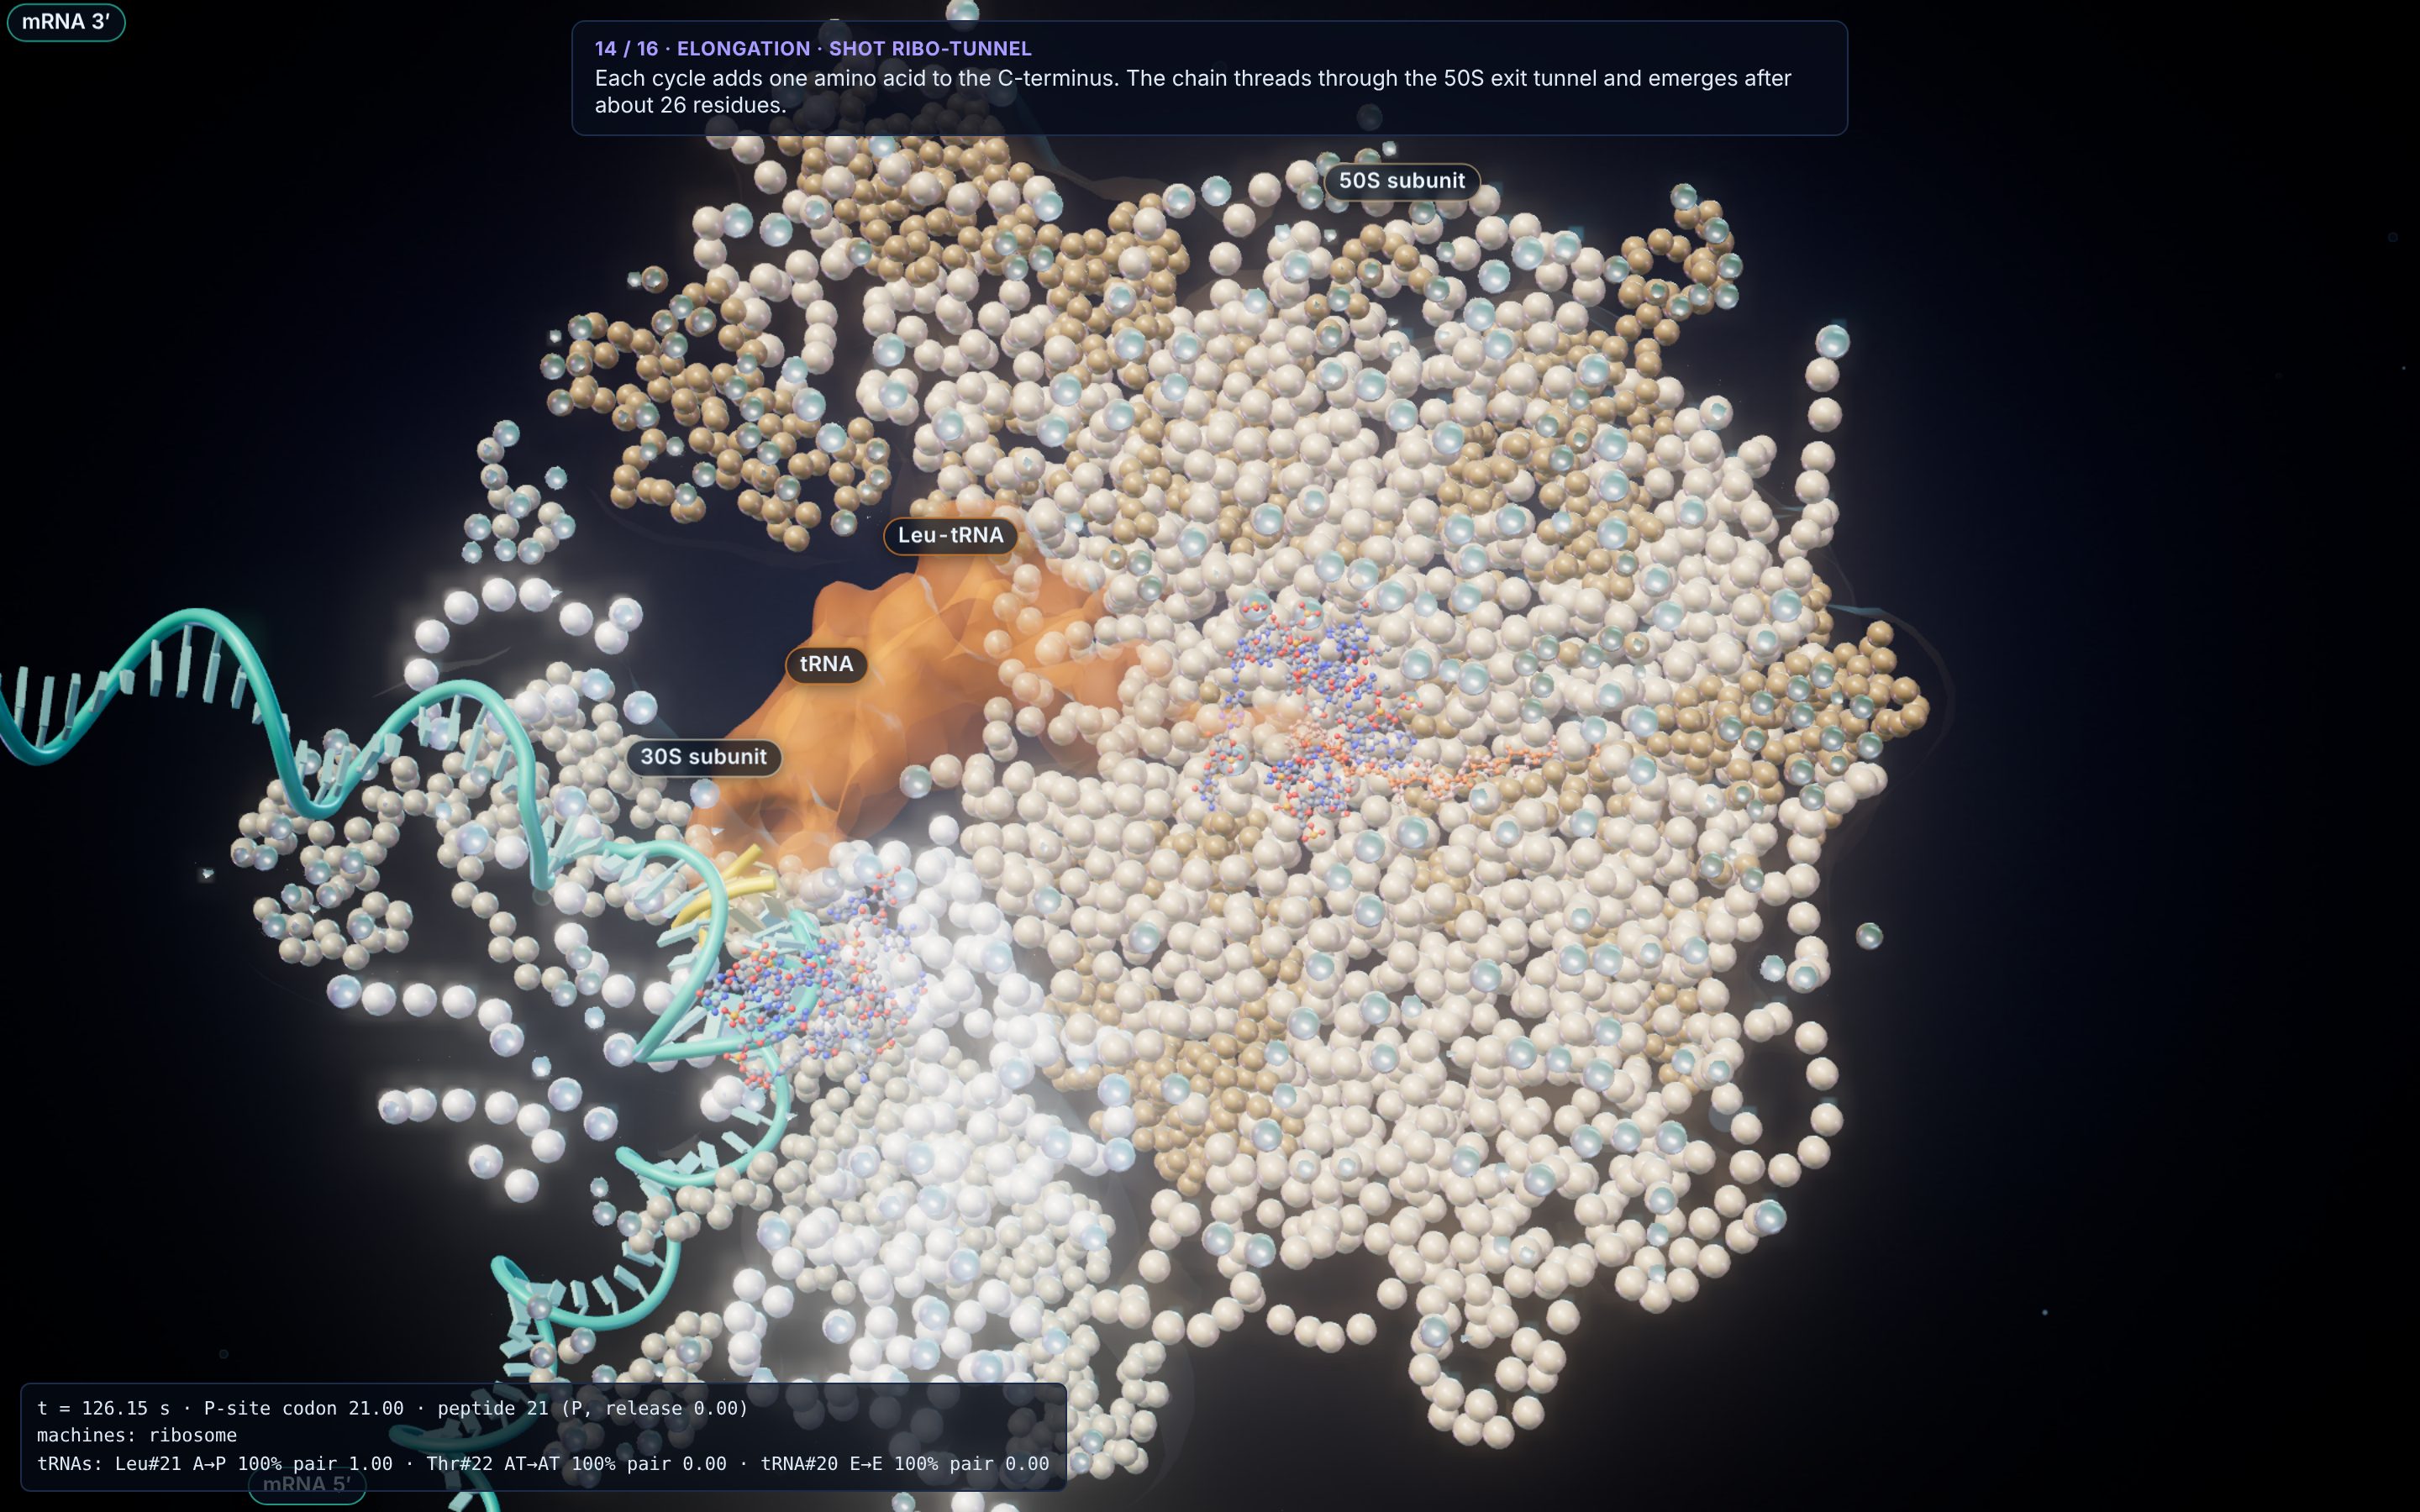 mRNA 3′
14 / 16 · ELONGATION · SHOT RIBO-TUNNEL
Each cycle adds one amino acid to the C-terminus. The chain threads through the 50S exit tunnel and emerges after
about 26 residues.
50S subunit
Leu-tRNA
tRNA
30S subunit
t = 126.15 s · P-site codon 21.00 · peptide 21 (P, release 0.00)
machines: ribosome
tRNAs: Leu#21 A→P 100% pair 1.00 · Thr#22 AT→AT 100% pair 0.00 · tRNA#20 E→E 100% pair 0.00
mRNA 5′